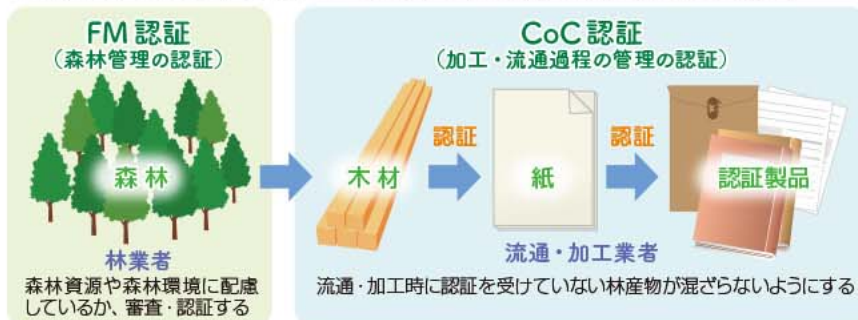 FM認証
（森林管理の認証）
森林
林業者
森林資源や森林環境に配慮
しているか、審査・認証する
CoC認証
（加工・流通過程の管理の認証）
木材
認証
紙
認証
認証製品
流通・加工業者
流通・加工時に認証を受けていない林産物が混ざらないようにする